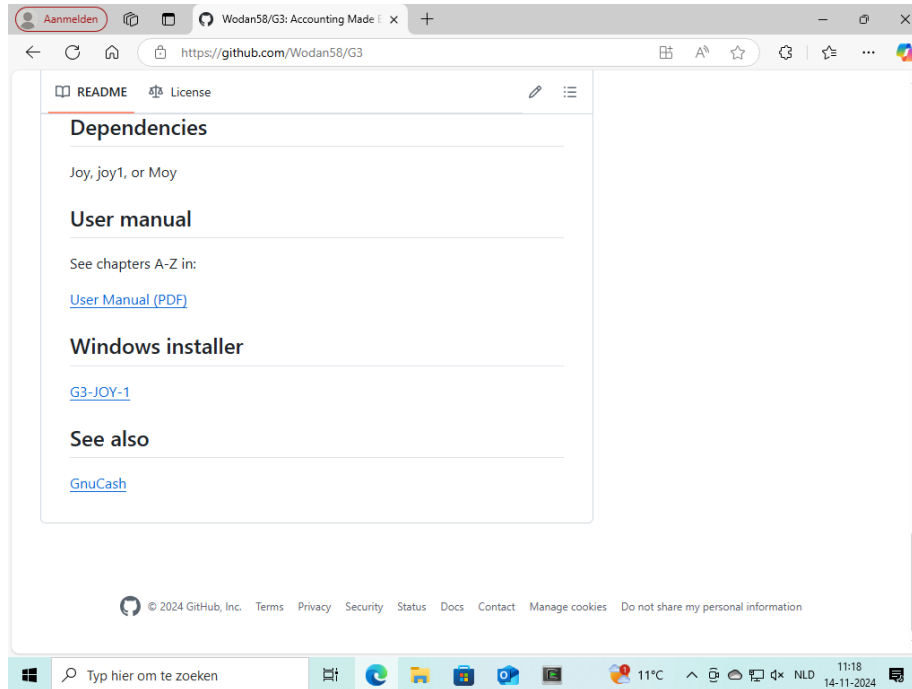 Aanmelden
Wodan58/G3: Accounting Made E
https://github.com/Wodan58/G3
README
License
Dependencies
Joy, joy1, or Moy
User manual
See chapters A-Z in:
User Manual (PDF)
Windows installer
G3-JOY-1
See also
GnuCash
© 2024 GitHub, Inc. Terms Privacy Security Status Docs Contact Manage cookies Do not share my personal information
Typ hier om te zoeken
1
11°C
NLD
11:18
14-11-2024